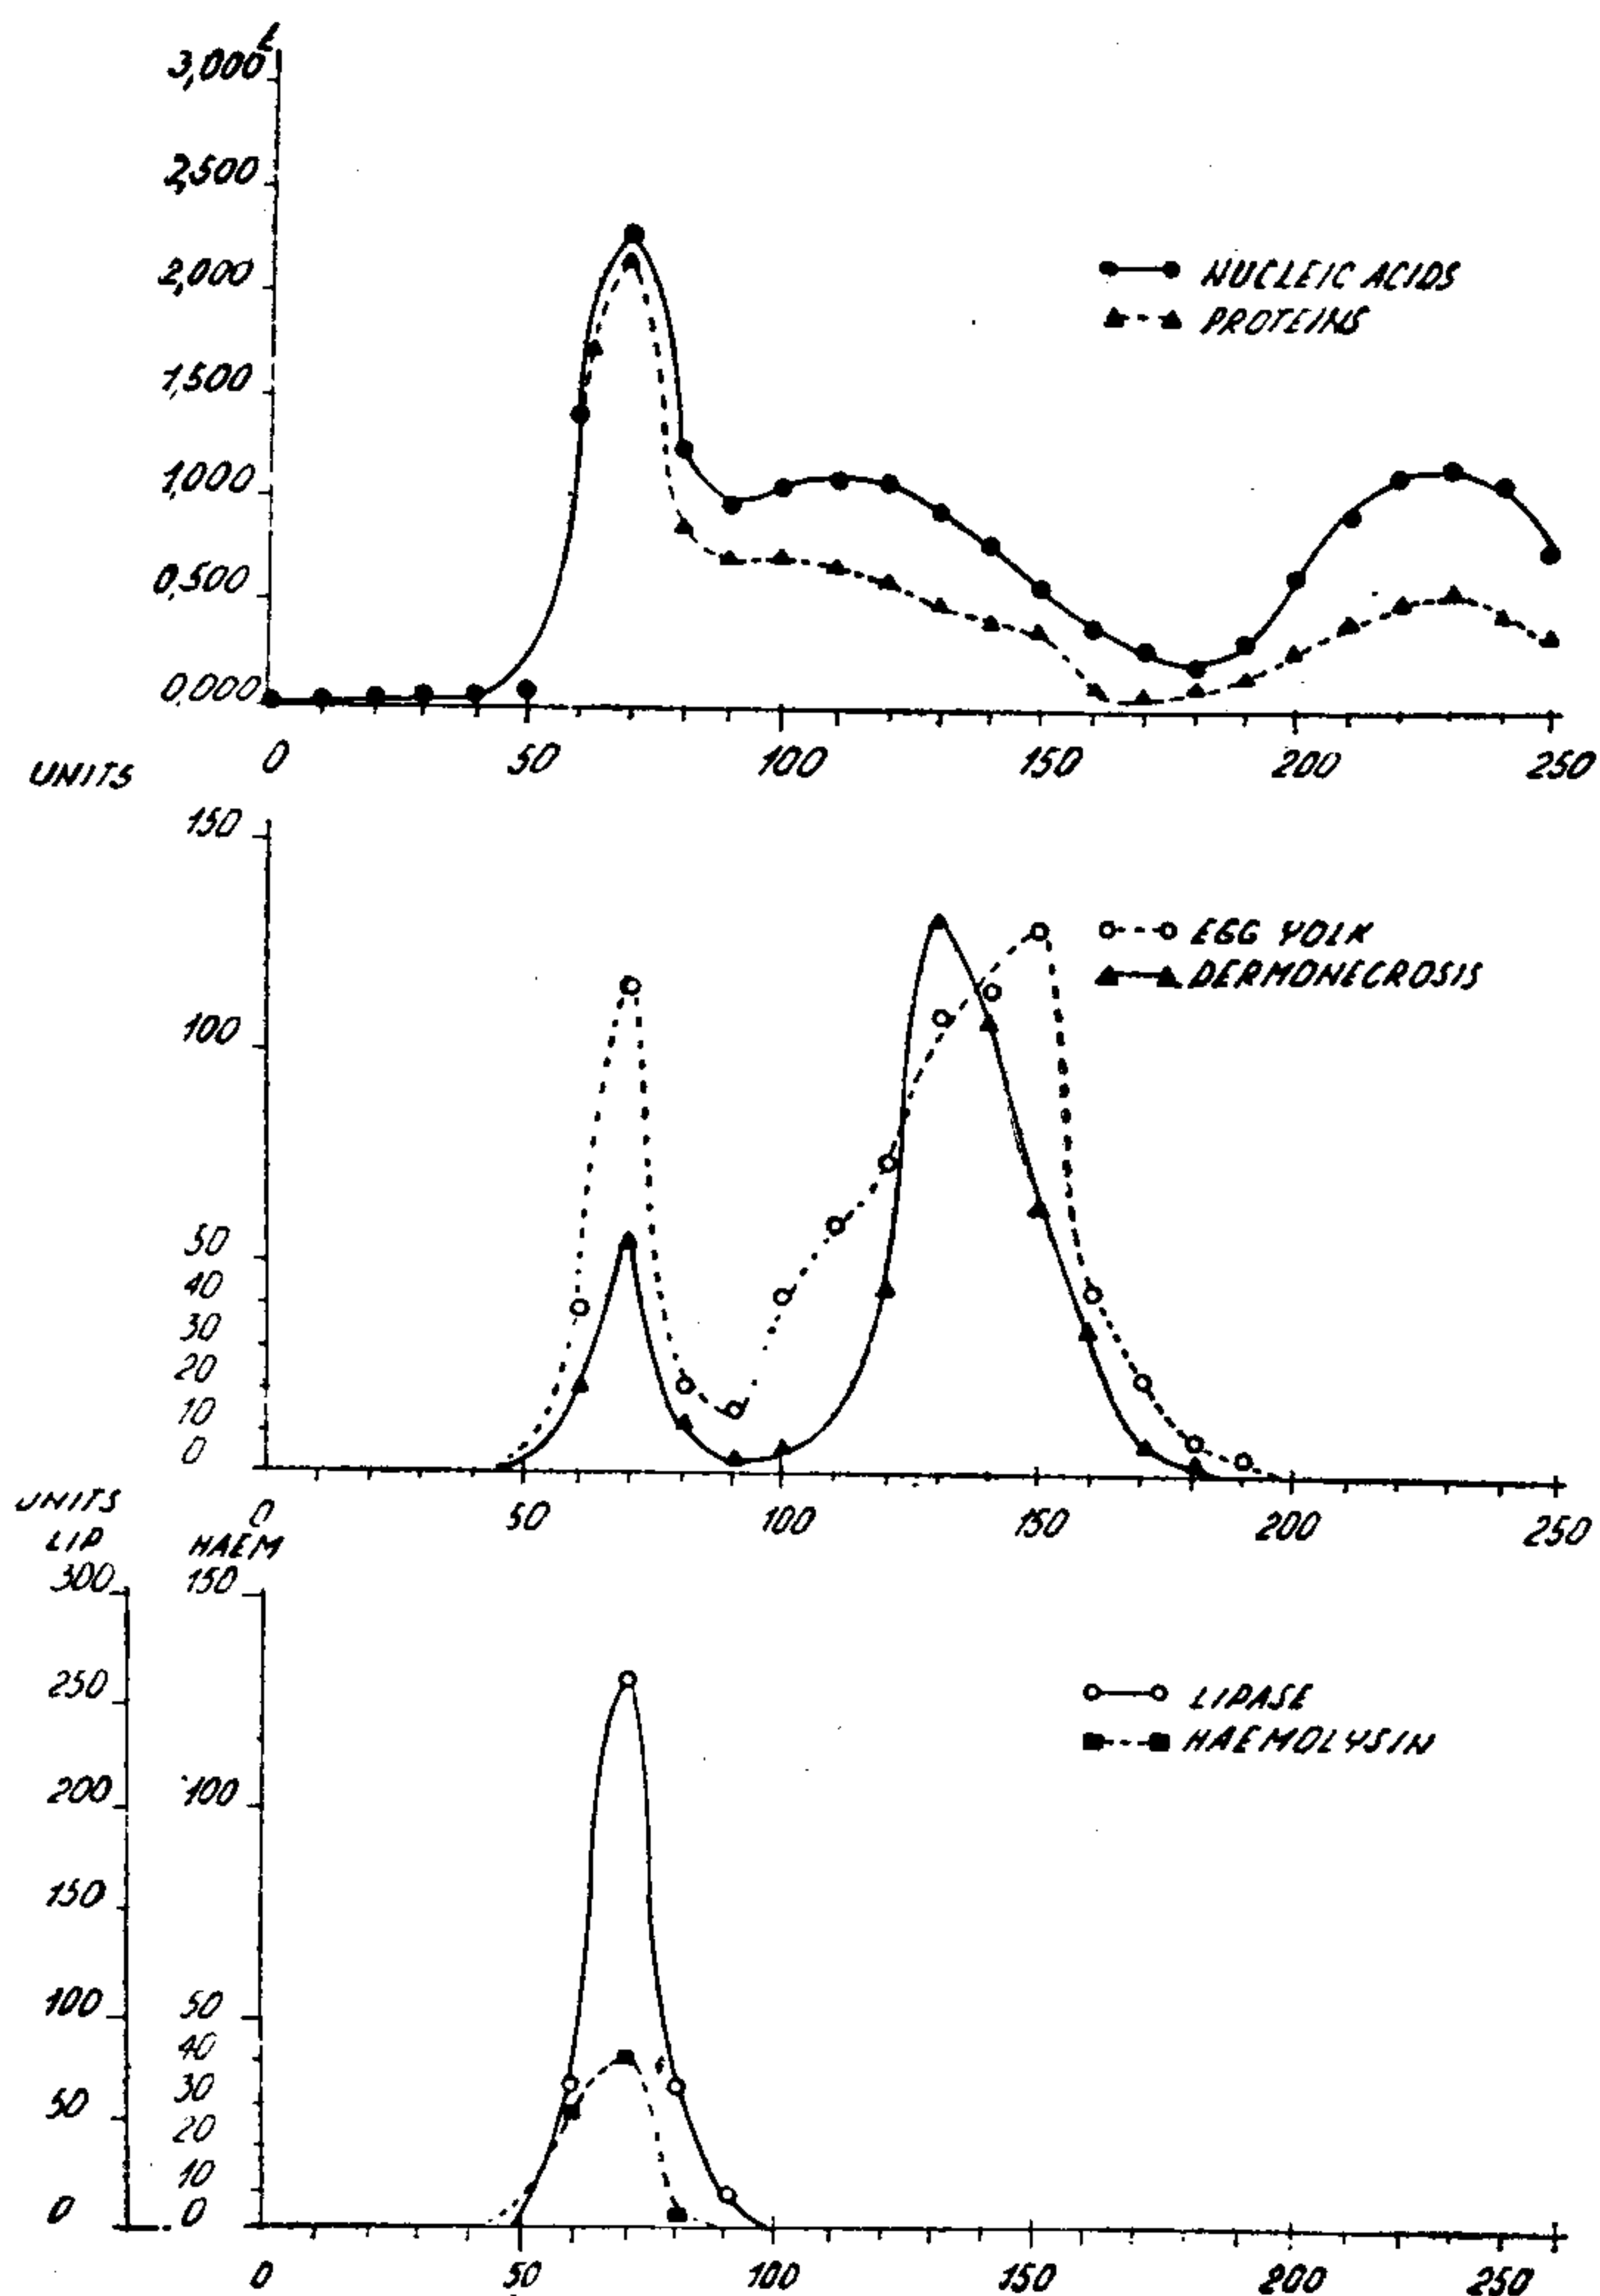 E
3,000
2,500
2,000
1,500
1,000
0,500
0,000
NUCLEIC ACIDS
PROTEINS
0 50 100 150 200 250
UNITS
150
100
50
40
30
20
10
0
EGG YOLK
DERMONECROSIS
0 50 100 150 200 250
UNITS
LIP HAEM
300 150
250
200 100
150
100 50
40
30
50
20
10
0 0
LIPASE
HAEMOLYSIN
0 50 100 150 200 250